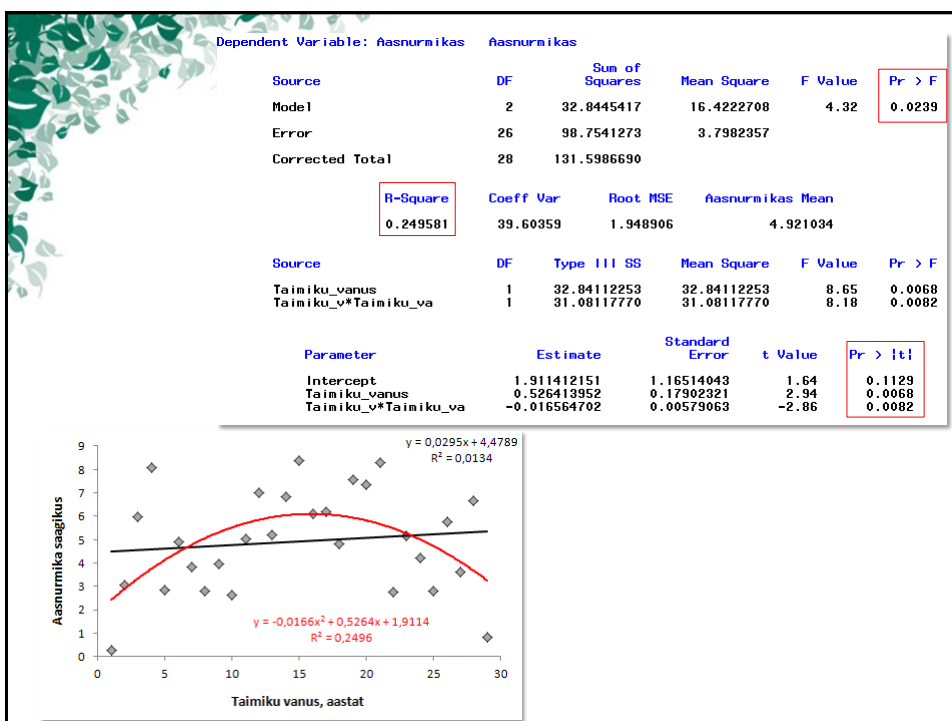 Dependent Variable: Aasnurmikas Aasnurmikas
Sum of
Source DF Squares Mean Square F Value Pr > F
Model 2 32.8445417 16.4222708 4.32 0.0239
Error 26 98.7541273 3.7982357
Corrected Total 28 131.5986690
R-Square Coeff Var Root MSE Aasnurmikas Mean
0.249581 39.60359 1.948906 4.921034
Source DF Type III SS Mean Square F Value Pr > F
Taimiku_vanus 1 32.84112253 32.84112253 8.65 0.0068
Taimiku_v*Taimiku_va 1 31.08117770 31.08117770 8.18 0.0082
Standard
Parameter Estimate Error t Value Pr > |t|
Intercept 1.911412151 1.16514043 1.64 0.1129
Taimiku_vanus 0.526413952 0.17902321 2.94 0.0068
Taimiku_v*Taimiku_va -0.016564702 0.00579063 -2.86 0.0082
y = 0,0295x + 4,4789
R² = 0,0134
9
8
7
6
5
4
3
2
1
0
Aasnurmika saagikus
y = -0,0166x² + 0,5264x + 1,9114
R² = 0,2496
0 5 10 15 20 25 30
Taimiku vanus, aastat